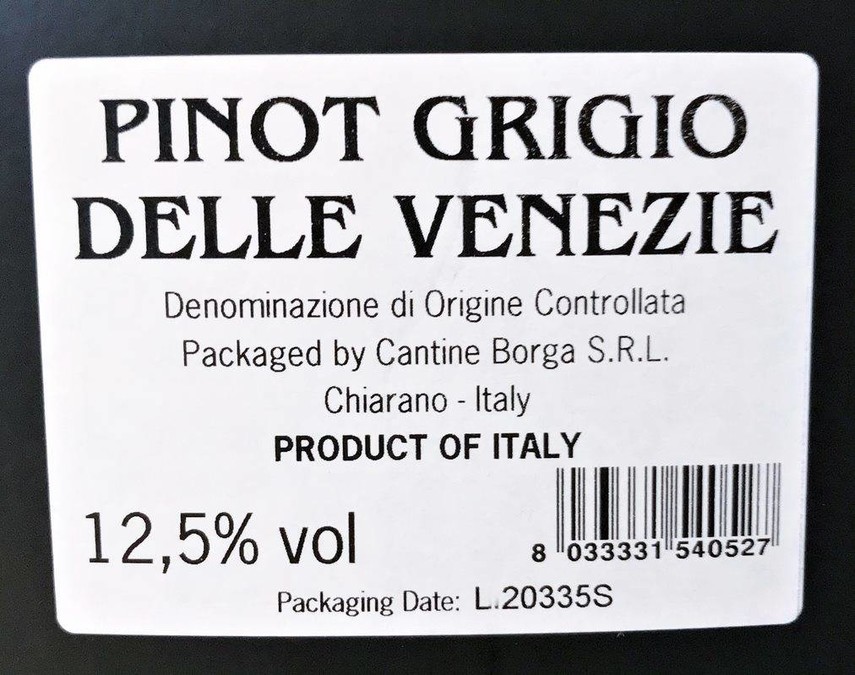 PINOT GRIGIO
DELLE VENEZIE
Denominazione di Origine Controllata
Packaged by Cantine Borga S.R.L.
Chiarano - Italy
PRODUCT OF ITALY
12,5% vol
8 033331 540527
Packaging Date: L.20335S